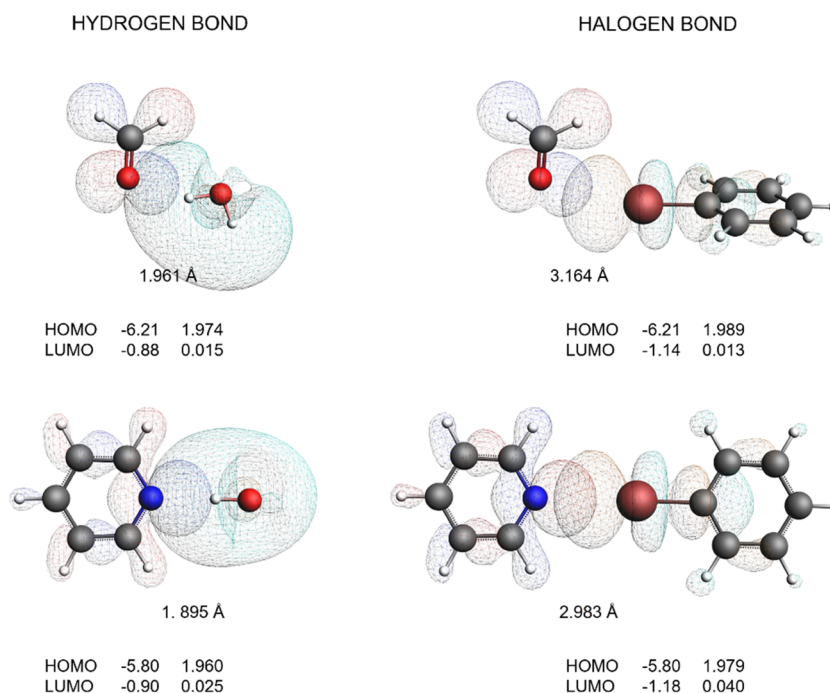 HYDROGEN BOND
HALOGEN BOND
1.961 Å
3.164 Å
HOMO -6.21 1.974
LUMO -0.88 0.015
HOMO -6.21 1.989
LUMO -1.14 0.013
1. 895 Å
2.983 Å
HOMO -5.80 1.960
LUMO -0.90 0.025
HOMO -5.80 1.979
LUMO -1.18 0.040